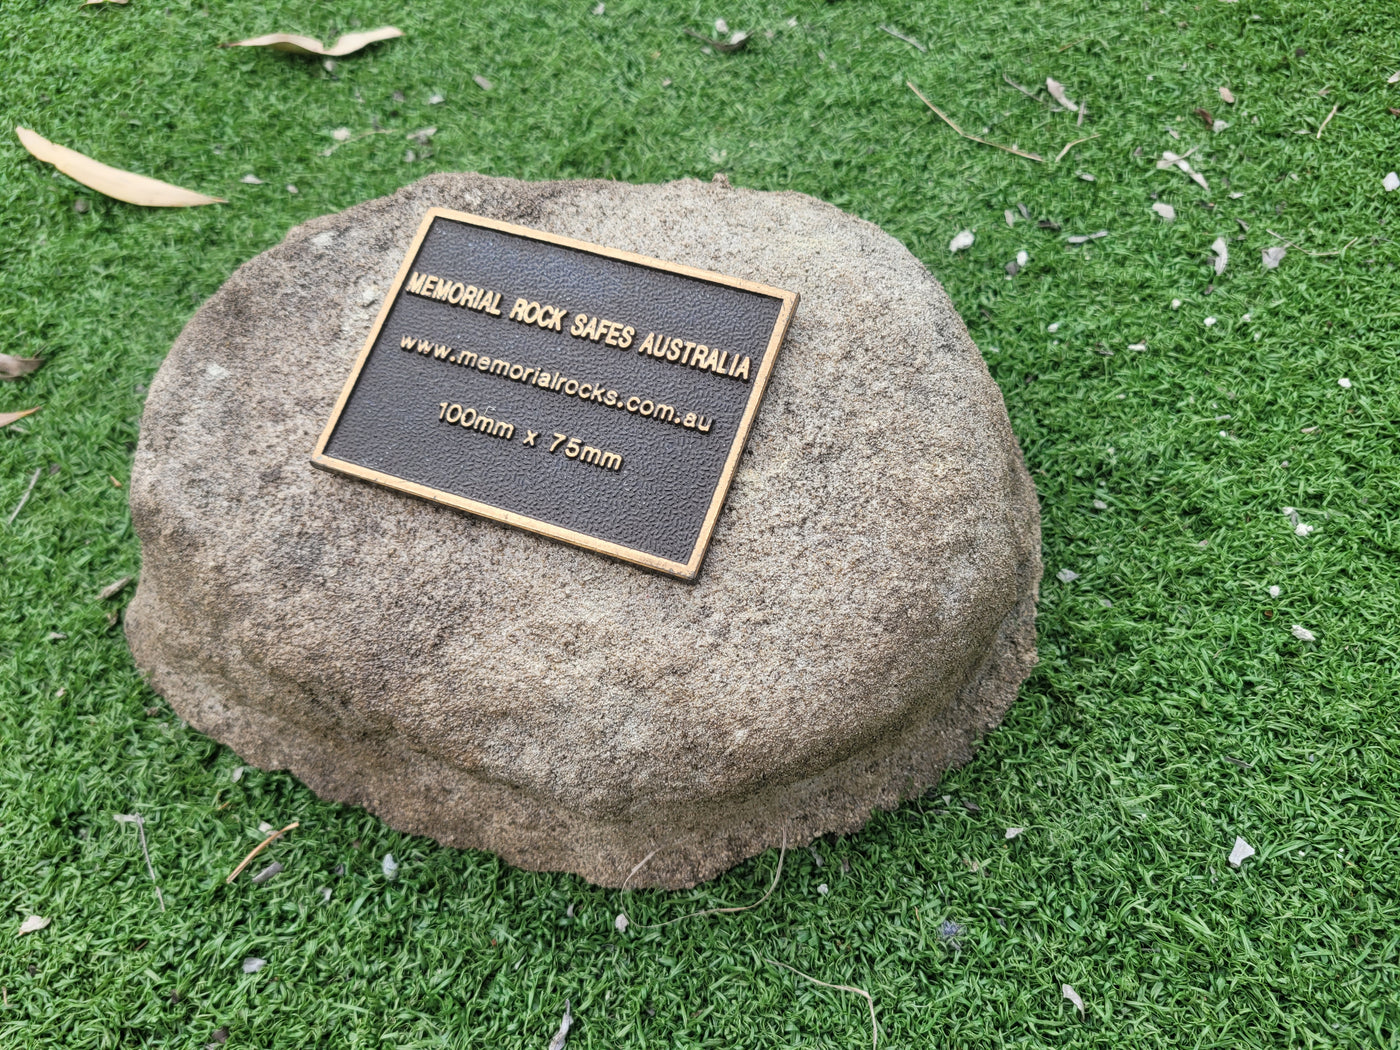 MEMORIAL ROCK SAFES AUSTRALIA
www.memorialrocks.com.au
100mm x 75mm